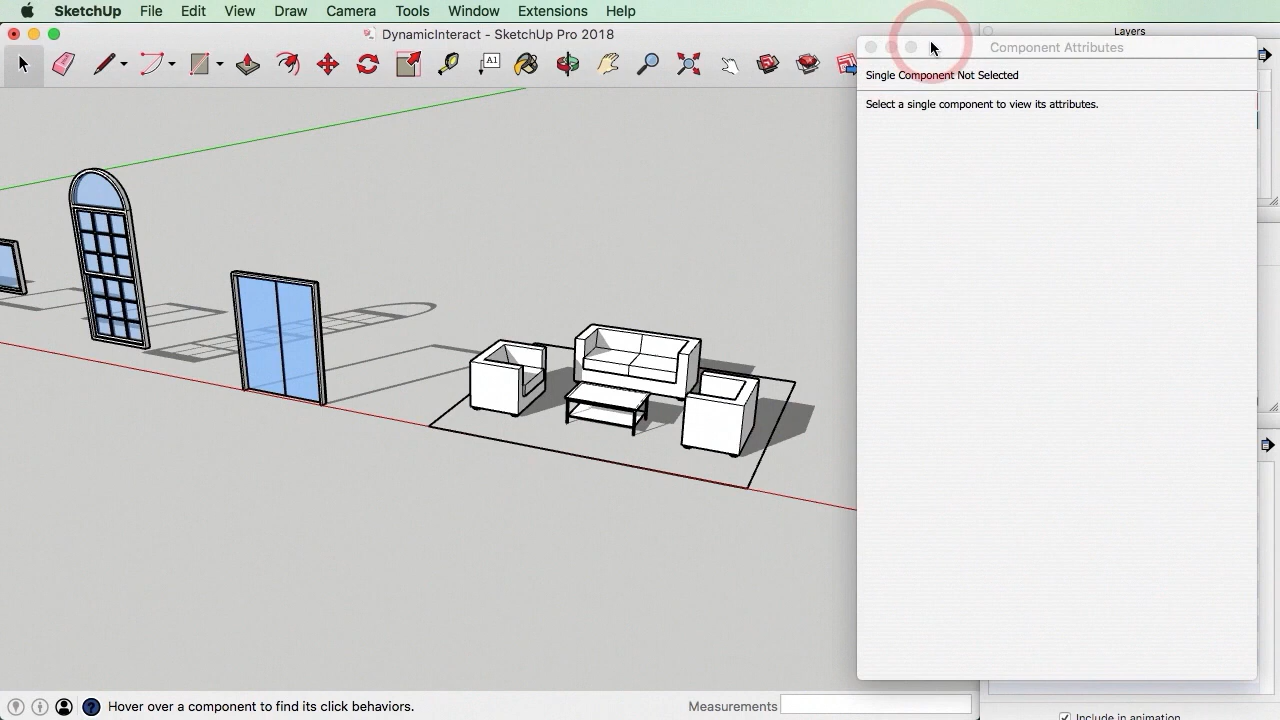 SketchUp File Edit View Draw Camera Tools Window Extensions Help
DynamicInteract - SketchUp Pro 2018
Layers
A1
Component Attributes
Single Component Not Selected
Select a single component to view its attributes.
? Hover over a component to find its click behaviors.
Measurements
Include in animation